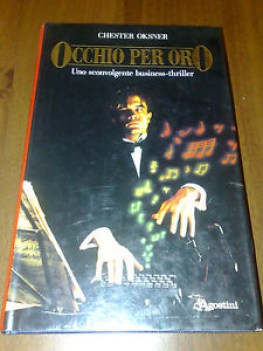 CHESTER OKSNER
OCCHIO PER ORO
Uno sconvolgente business-thriller
Agostini